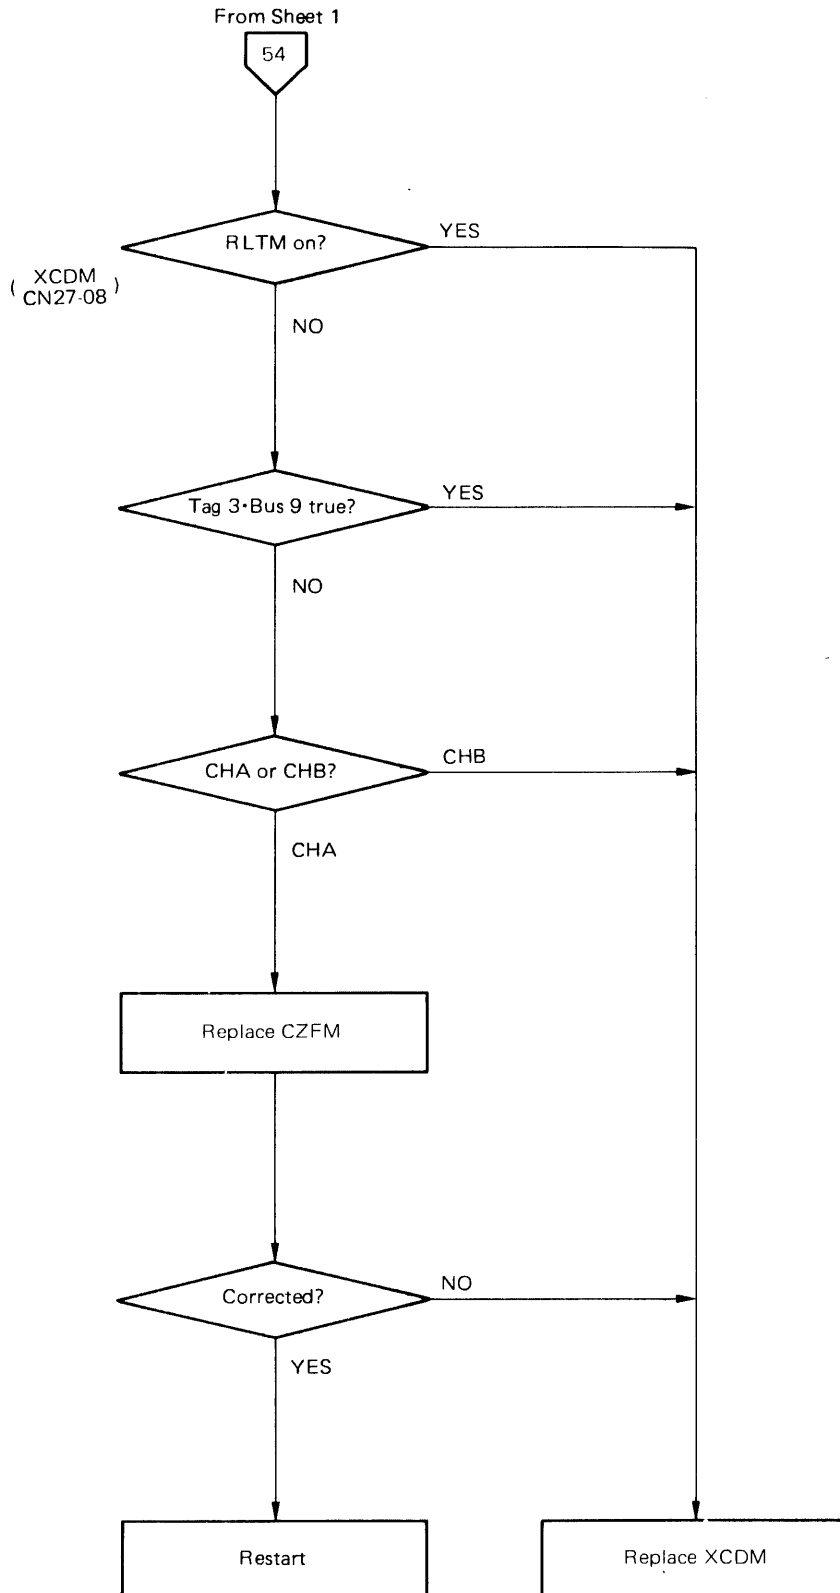 From Sheet 1
54
RLTM on?
YES
( XCDM
CN27-08 )
NO
Tag 3·Bus 9 true?
YES
NO
CHA or CHB?
CHB
CHA
Replace CZFM
Corrected?
NO
YES
Restart
Replace XCDM